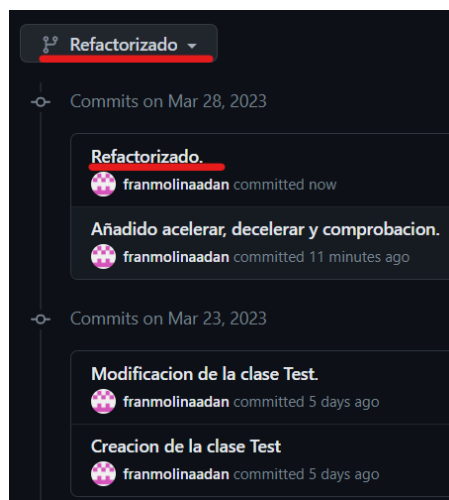 Refactorizado
Commits on Mar 28, 2023
Refactorizado.
franmolinaadan committed now
Añadido acelerar, decelerar y comprobacion.
franmolinaadan committed 11 minutes ago
Commits on Mar 23, 2023
Modificacion de la clase Test.
franmolinaadan committed 5 days ago
Creacion de la clase Test
franmolinaadan committed 5 days ago